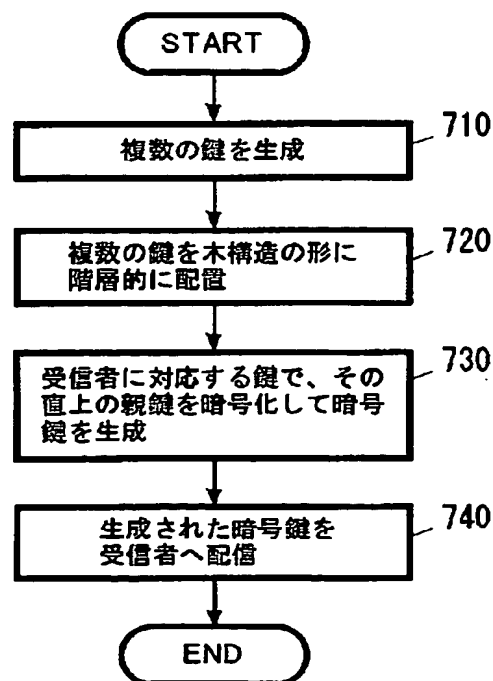 START
複数の鍵を生成
710
複数の鍵を木構造の形に
階層的に配置
720
受信者に対応する鍵で、その
直上の親鍵を暗号化して暗号
鍵を生成
730
生成された暗号鍵を
受信者へ配信
740
END